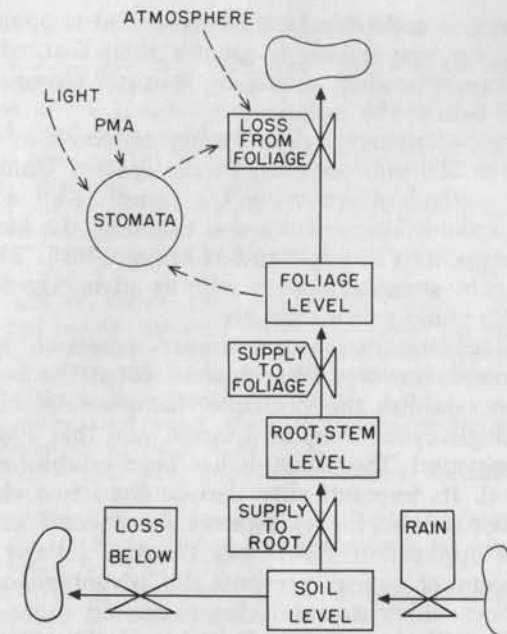 ATMOSPHERE
LIGHT
PMA
LOSS
FROM
FOLIAGE
STOMATA
FOLIAGE
LEVEL
SUPPLY
TO
FOLIAGE
ROOT, STEM
LEVEL
LOSS
BELOW
SUPPLY
TO
ROOT
RAIN
SOIL
LEVEL